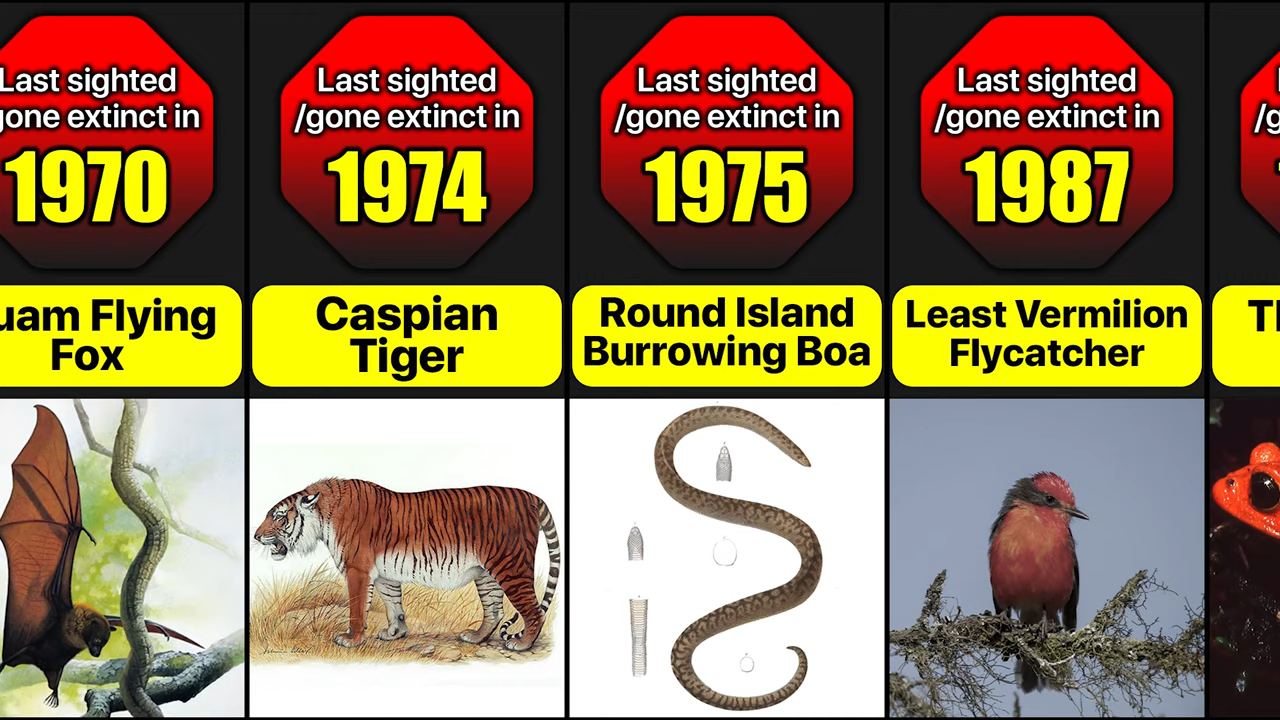 Last sighted
/gone extinct in
1970
uam Flying
Fox
Last sighted
/gone extinct in
1974
Caspian
Tiger
Last sighted
/gone extinct in
1975
Round Island
Burrowing Boa
Last sighted
/gone extinct in
1987
Least Vermilion
Flycatcher